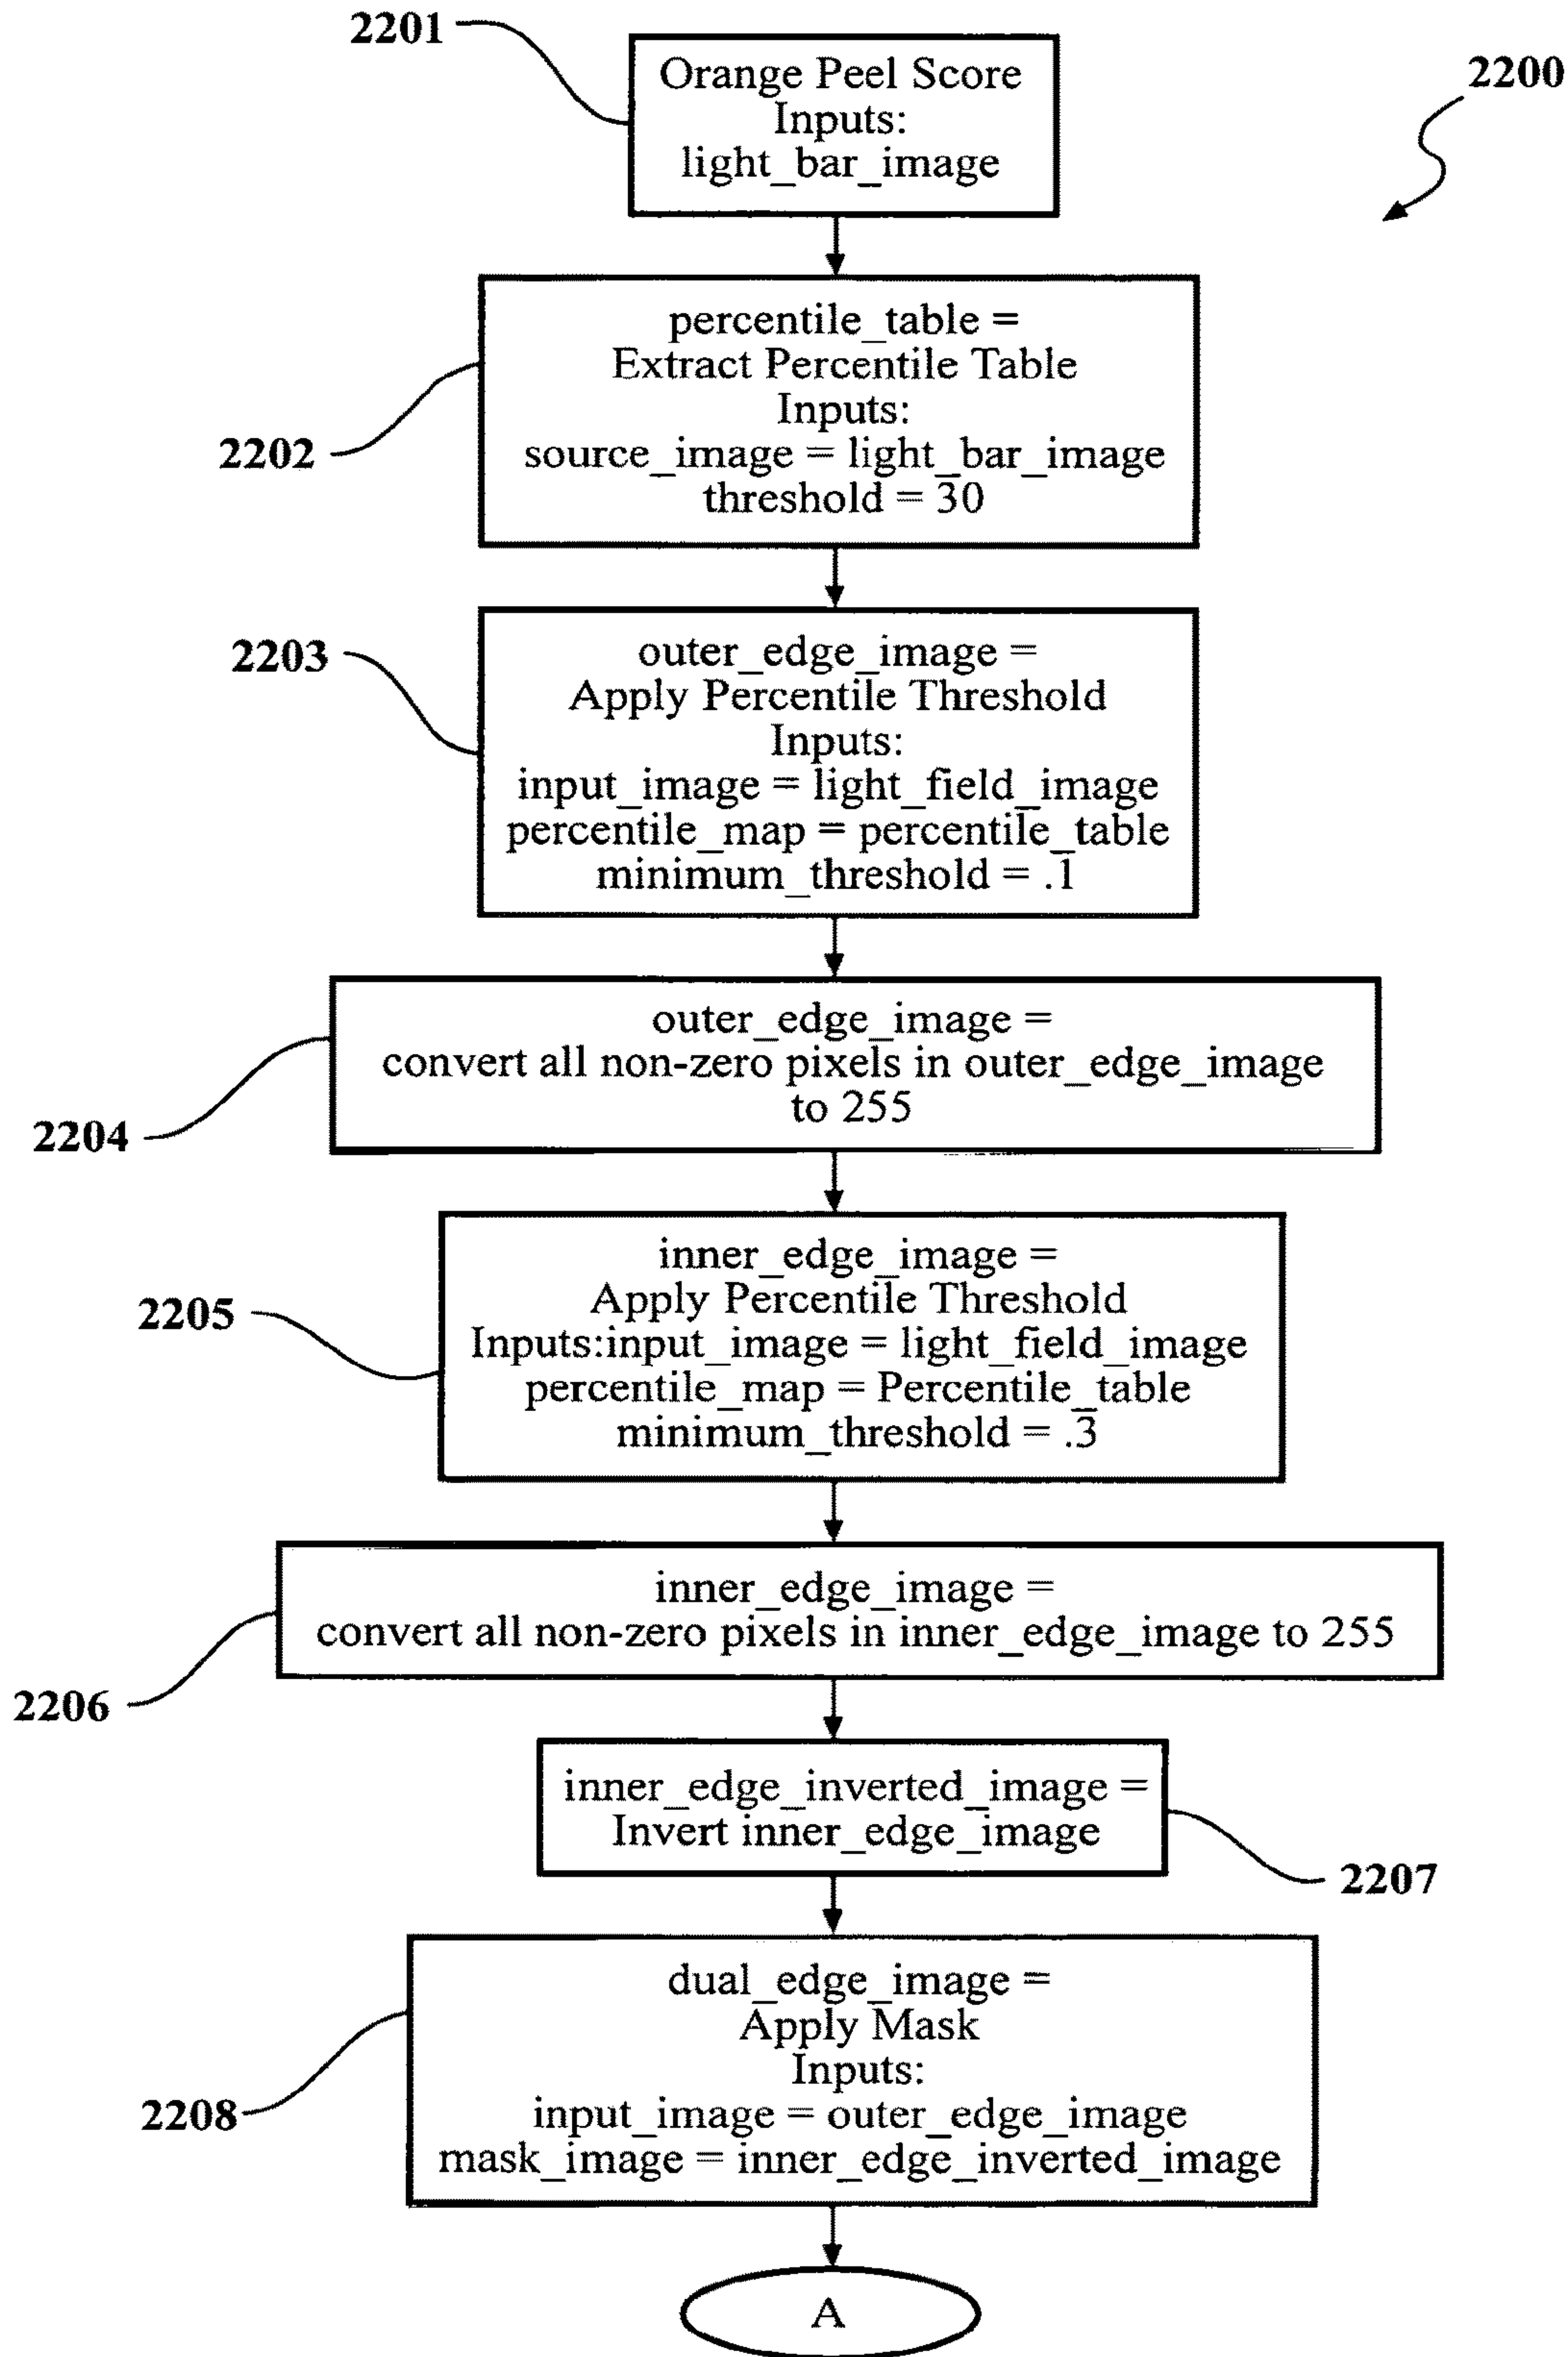 2201
Orange Peel Score
Inputs:
light_bar_image
2200
percentile_table =
Extract Percentile Table
Inputs:
source_image = light_bar_image
threshold = 30
2202
2203
outer_edge_image =
Apply Percentile Threshold
Inputs:
input_image = light_field_image
percentile_map = percentile_table
minimum_threshold = .1
outer_edge_image =
convert all non-zero pixels in outer_edge_image
to 255
2204
inner_edge_image =
Apply Percentile Threshold
Inputs:input_image = light_field_image
percentile_map = Percentile_table
minimum_threshold = .3
2205
inner_edge_image =
convert all non-zero pixels in inner_edge_image to 255
2206
inner_edge_inverted_image =
Invert inner_edge_image
2207
dual_edge_image =
Apply Mask
Inputs:
input_image = outer_edge_image
mask_image = inner_edge_inverted_image
2208
A